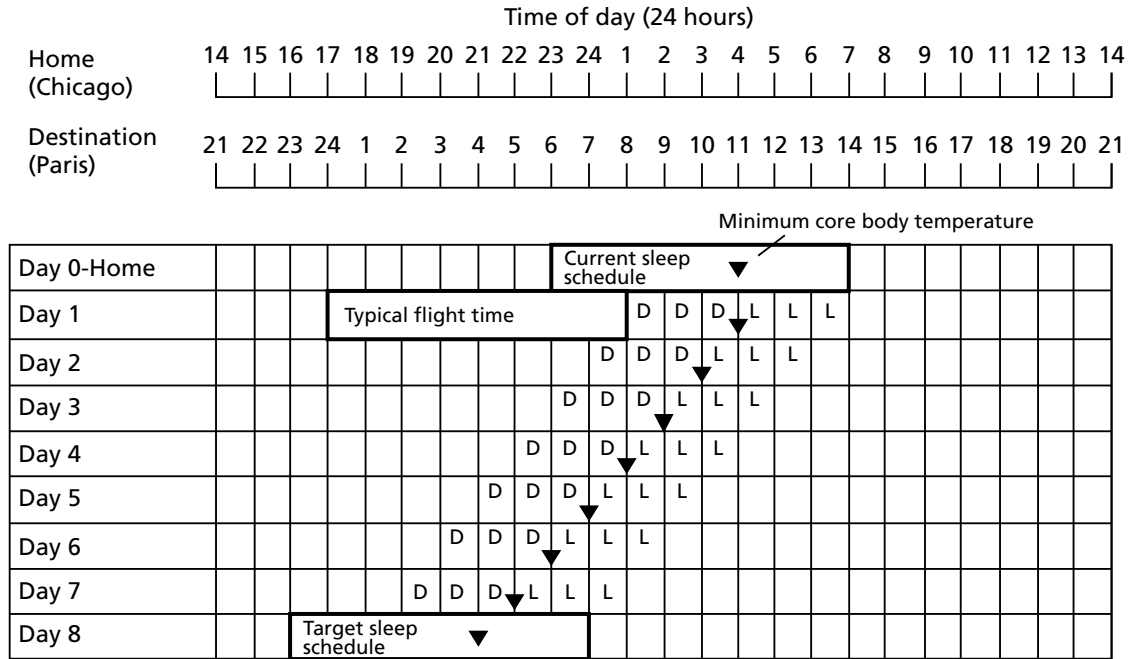 Time of day (24 hours)
Home 14 15 16 17 18 19 20 21 22 23 24 1 2 3 4 5 6 7 8 9 10 11 12 13 14
(Chicago)
Destination 21 22 23 24 1 2 3 4 5 6 7 8 9 10 11 12 13 14 15 16 17 18 19 20 21
(Paris)
Minimum core body temperature
Day 0-Home Current sleep
schedule
Day 1 Typical flight time D D D L L L
Day 2 D D D L L L
Day 3 D D D L L L
Day 4 D D D L L L
Day 5 D D D L L L
Day 6 D D D L L L
Day 7 D D D L L L
Day 8 Target sleep
schedule